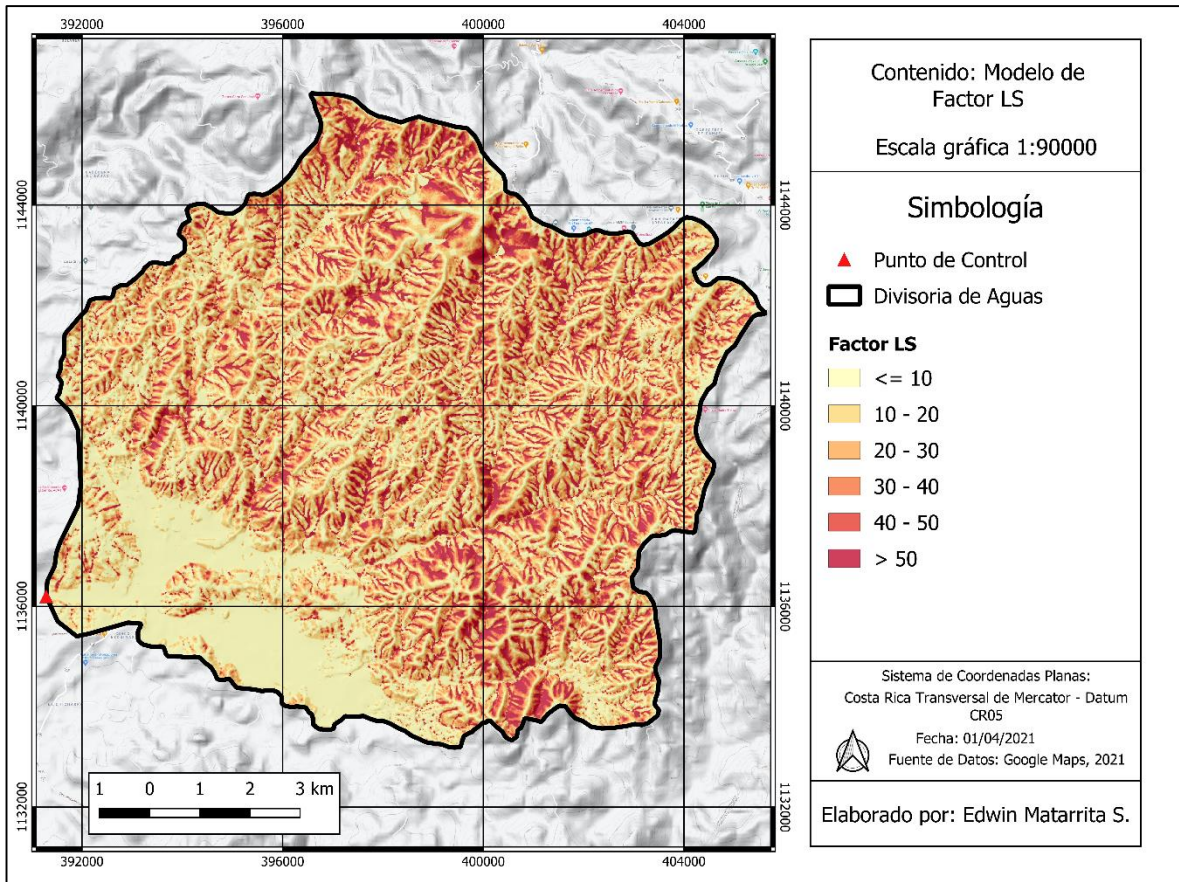 392000
396000
400000
404000
1144000
1144000
1140000
1140000
1136000
1136000
1132000
1132000
1 0 1 2 3 km
392000
396000
400000
404000
Contenido: Modelo de
Factor LS
Escala gráfica 1:90000
Simbología
Punto de Control
Divisoria de Aguas
Factor LS
<= 10
10 - 20
20 - 30
30 - 40
40 - 50
> 50
Sistema de Coordenadas Planas:
Costa Rica Transversal de Mercator - Datum
CR05
Fecha: 01/04/2021
Fuente de Datos: Google Maps, 2021
Elaborado por: Edwin Matarrita S.